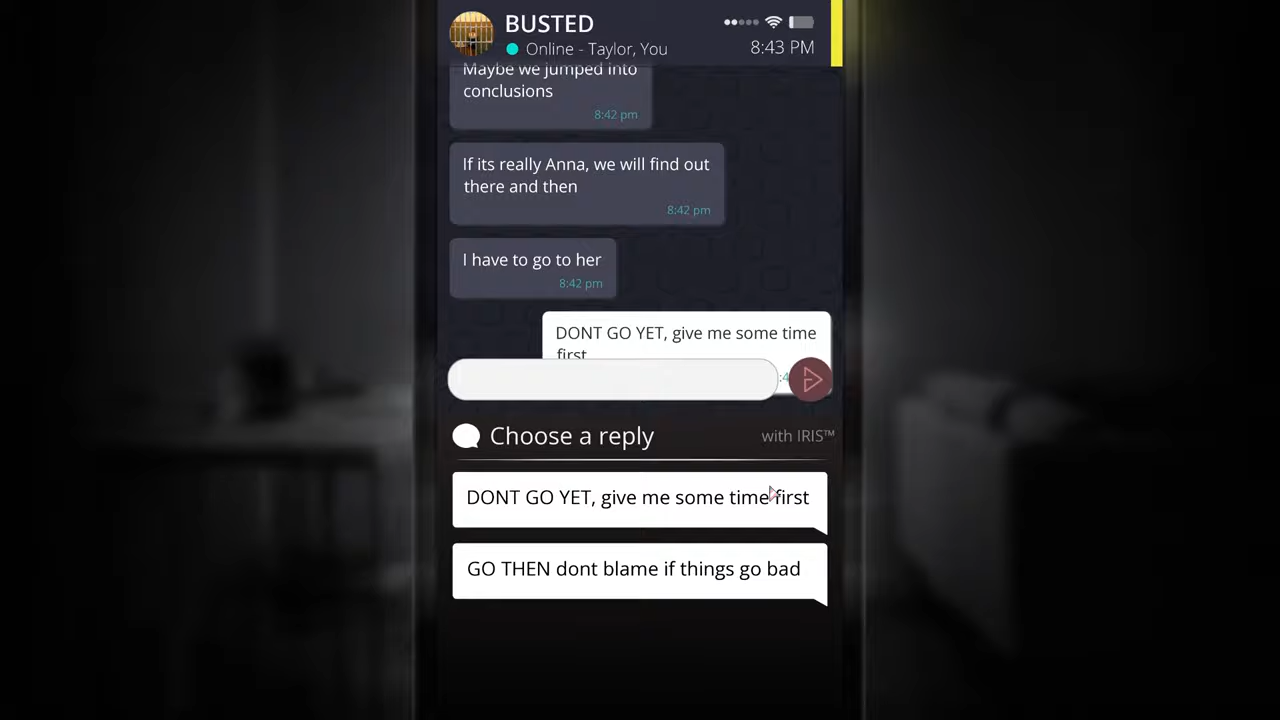 BUSTED
Online - Taylor, You
8:43 PM
Maybe we jumped into
conclusions
8:42 pm
If its really Anna, we will find out
there and then
8:42 pm
I have to go to her
8:42 pm
DONT GO YET, give me some time
first
Choose a reply
with IRIS™
DONT GO YET, give me some time first
GO THEN dont blame if things go bad